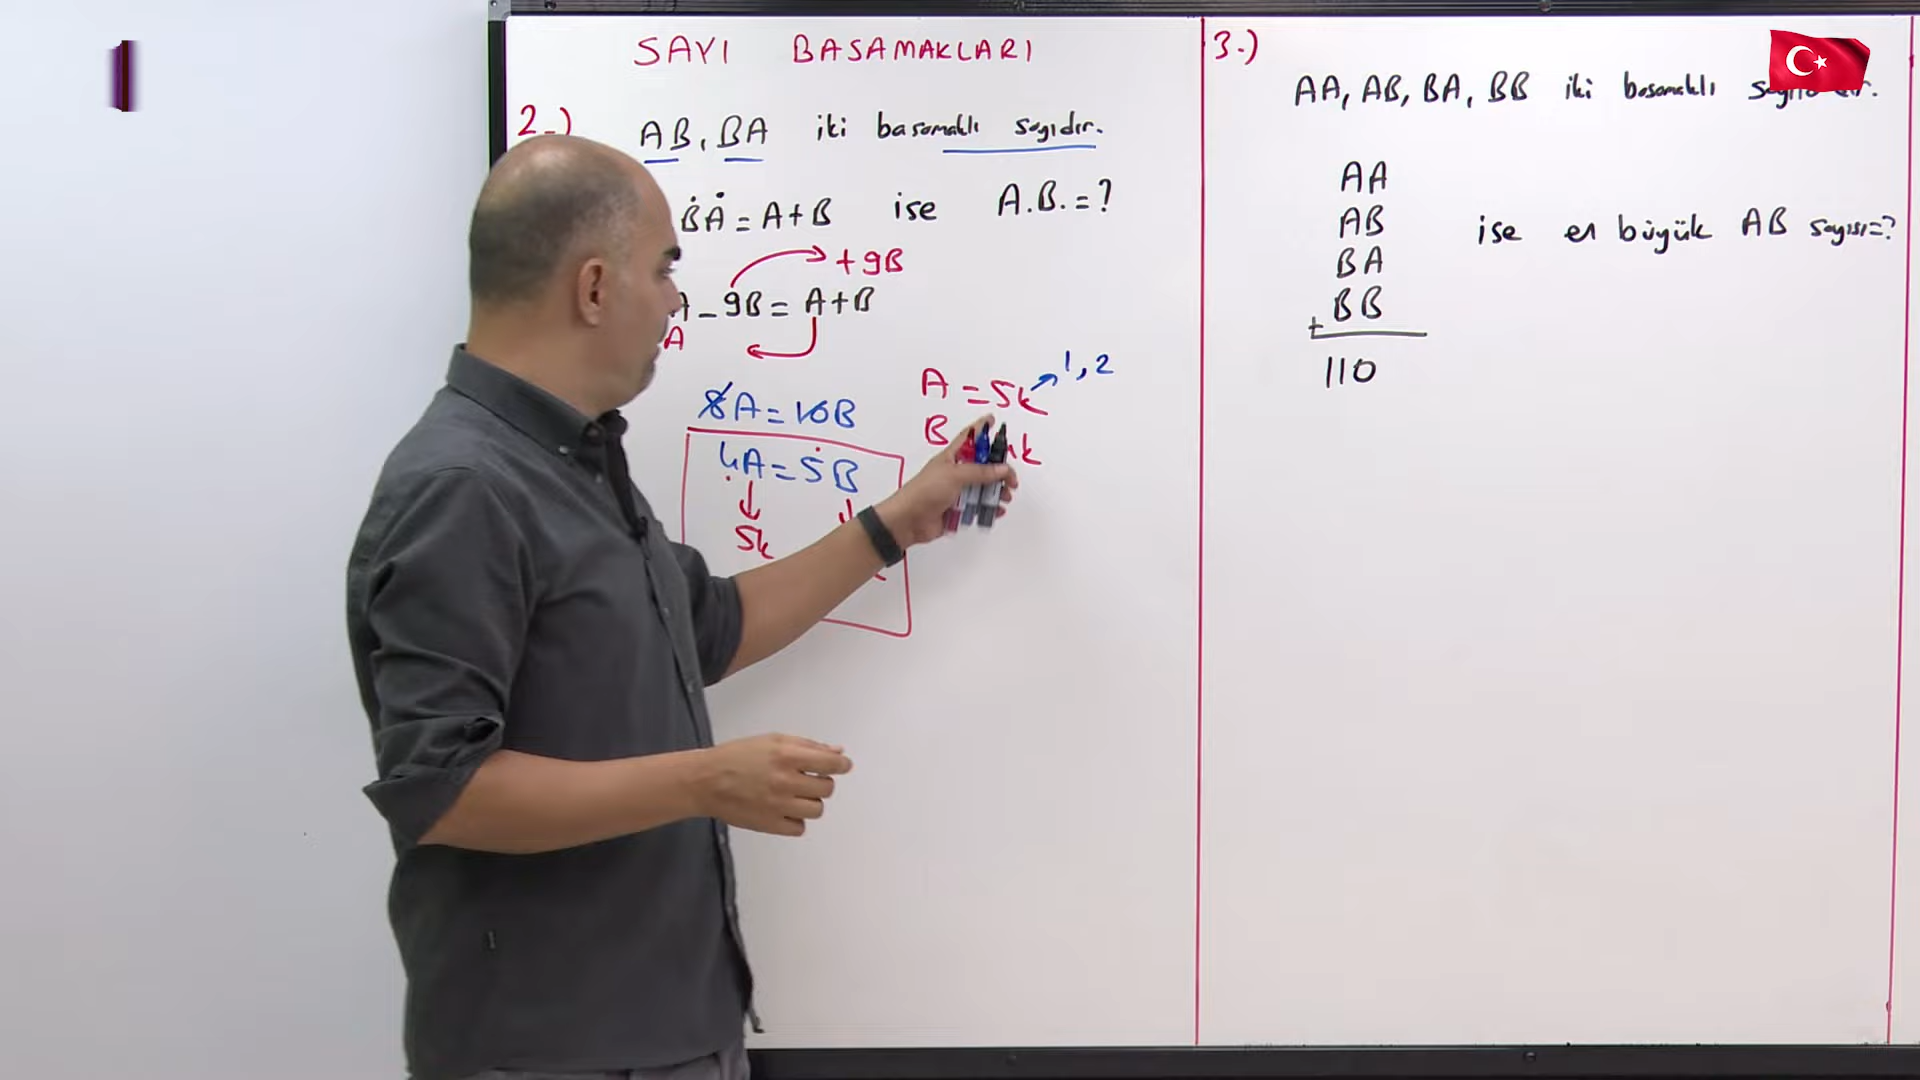 SAYI BASAMAKLARI
2-)
AB, BA iki basamaklı sayıdır.
BA = A+B ise A.B.=?
+9B
A - 9B = A+B
A
8A = 10B
4A = 5B
5k
A = 5k 1, 2
B k
3-)
AA, AB, BA, BB iki basamaklı
AA
AB
BA
+ BB
110
ise en büyük AB sayısı=?